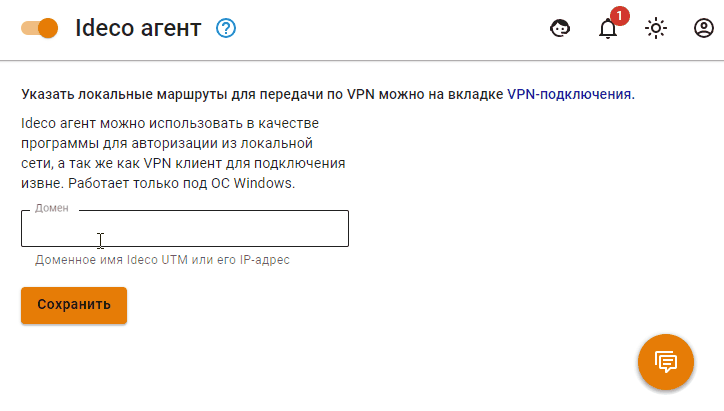 Ideco агент
1
Указать локальные маршруты для передачи по VPN можно на вкладке VPN-подключения.
Ideco агент можно использовать в качестве
программы для авторизации из локальной
сети, а так же как VPN клиент для подключения
извне. Работает только под ОС Windows.
Домен
Доменное имя Ideco UTM или его IP-адрес
Сохранить